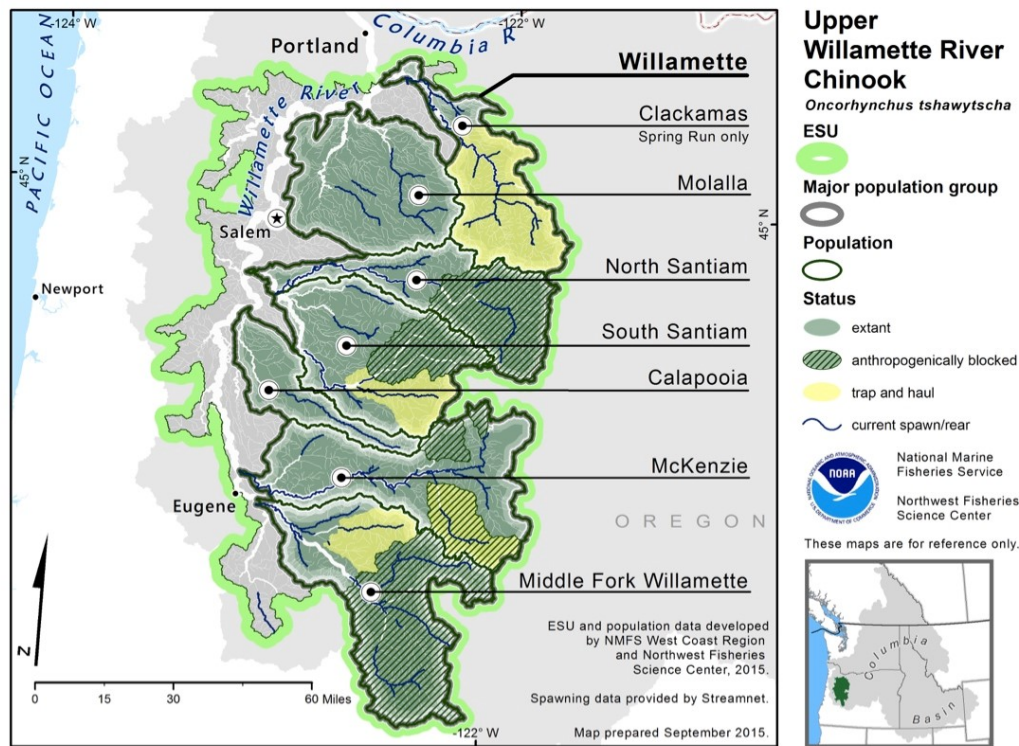 -124° W
-122° W
Columbia R
Portland
PACIFIC OCEAN
Willamette River
Willamette
Clackamas
Spring Run only
Molalla
45° N
45° N
Salem
North Santiam
Newport
South Santiam
Calapooia
McKenzie
Eugene
OREGON
Middle Fork Willamette
N
0 15 30 60 Miles
ESU and population data developed
by NMFS West Coast Region
and Northwest Fisheries
Science Center, 2015.
Spawning data provided by Streamnet.
Map prepared September 2015.
-122° W
Upper
Willamette River
Chinook
Oncorhynchus tshawytscha
ESU
Major population group
Population
Status
extant
anthropogenically blocked
trap and haul
current spawn/rear
NOAA
National Marine
Fisheries Service
Northwest Fisheries
Science Center
These maps are for reference only.
Columbia
Basin